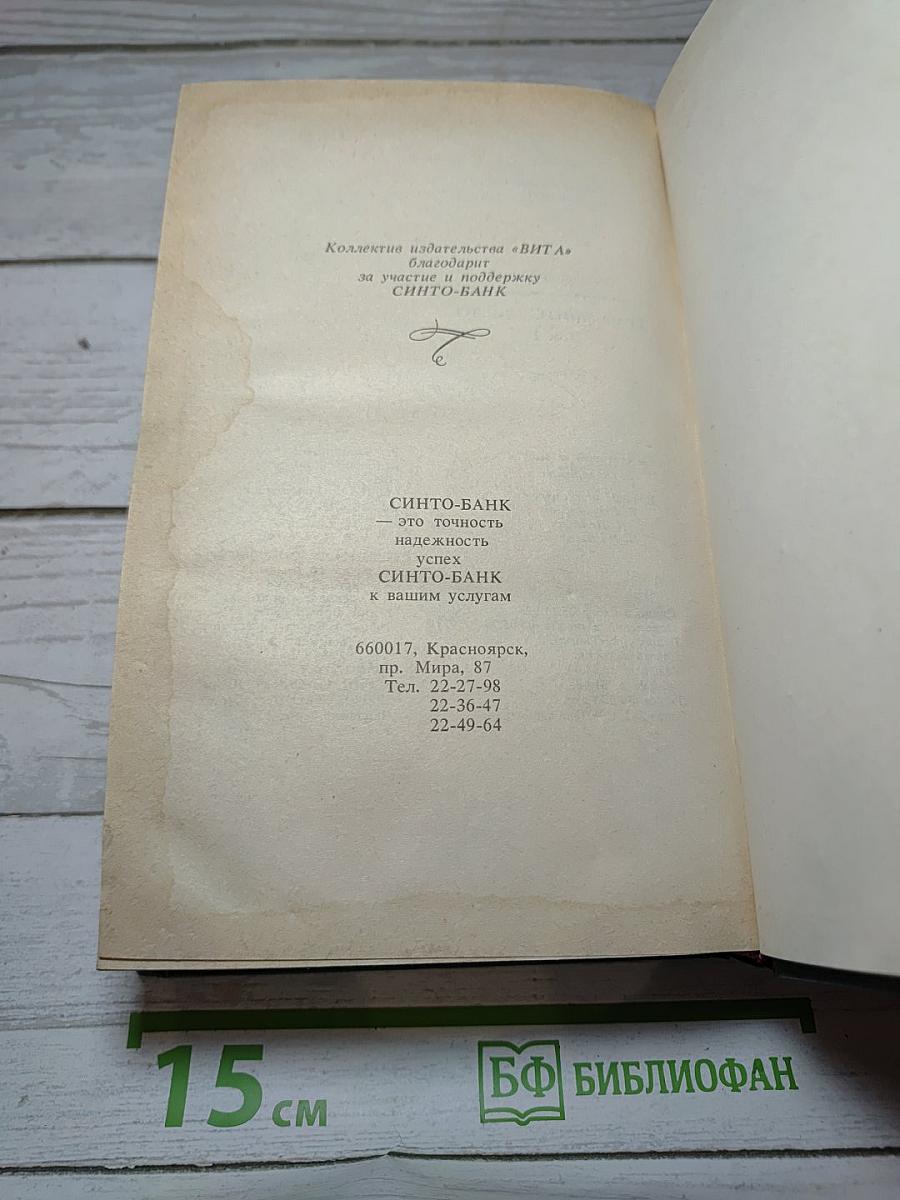 Коллектив издательства «ВИТА»
благодарит
за участие и поддержку
СИНТО-БАНК
СИНТО-БАНК
— это точность
надежность
успех
СИНТО-БАНК
к вашим услугам
660017, Красноярск,
пр. Мира, 87
Тел. 22-27-98
22-36-47
22-49-64
15 см
БФ БИБЛИОФАН